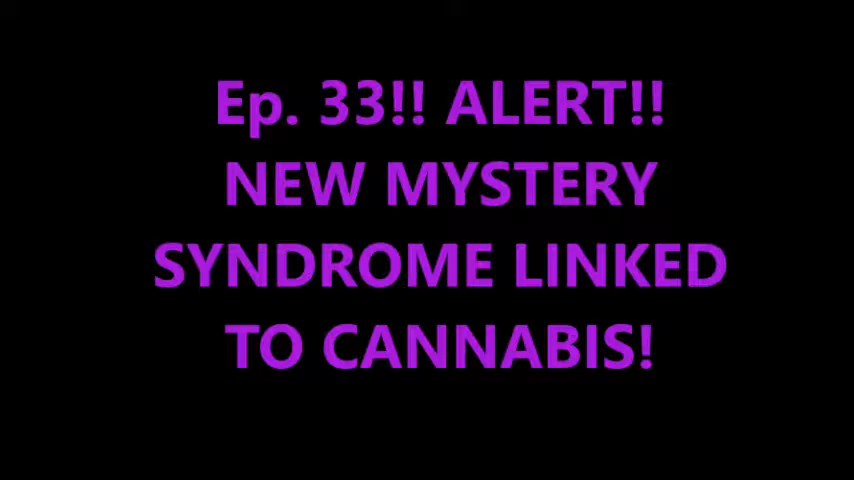 Ep. 33!! ALERT!!
NEW MYSTERY
SYNDROME LINKED
TO CANNABIS!